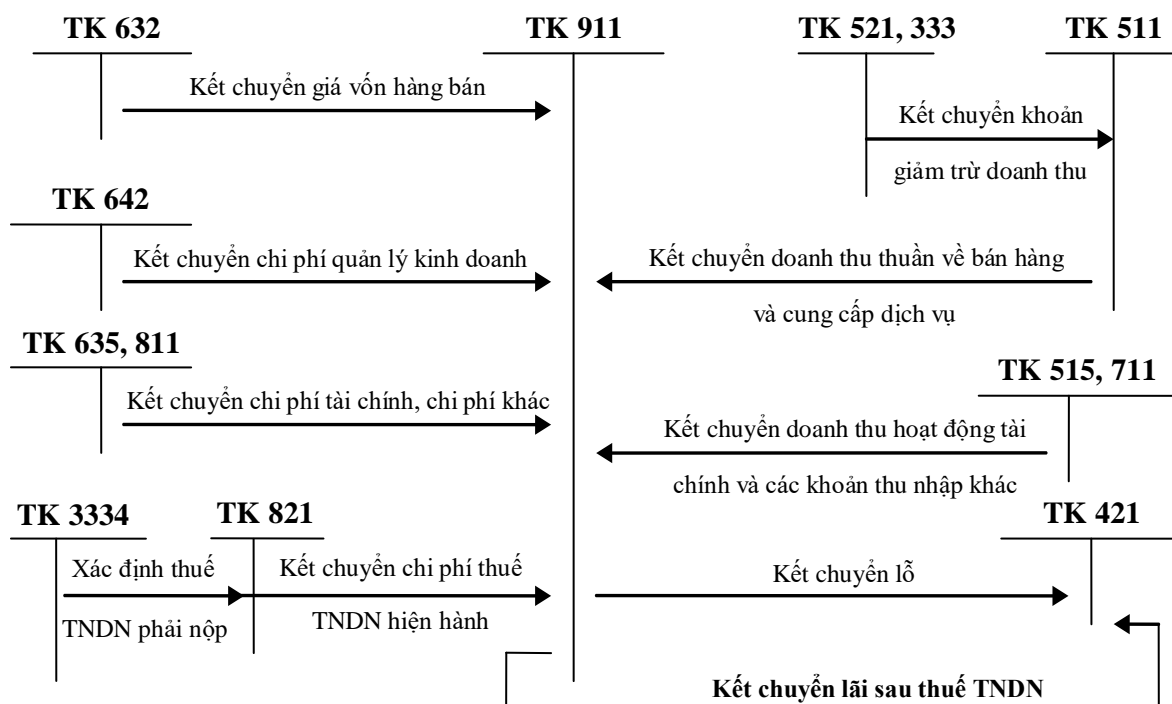 TK 632
TK 911
TK 521, 333
TK 511
Kết chuyển giá vốn hàng bán
Kết chuyển khoản
giảm trừ doanh thu
TK 642
Kết chuyển chi phí quản lý kinh doanh
Kết chuyển doanh thu thuần về bán hàng
và cung cấp dịch vụ
TK 635, 811
TK 515, 711
Kết chuyển chi phí tài chính, chi phí khác
Kết chuyển doanh thu hoạt động tài
chính và các khoản thu nhập khác
TK 3334
TK 821
TK 421
Xác định thuế
TNDN phải nộp
Kết chuyển chi phí thuế
TNDN hiện hành
Kết chuyển lỗ
Kết chuyển lãi sau thuế TNDN